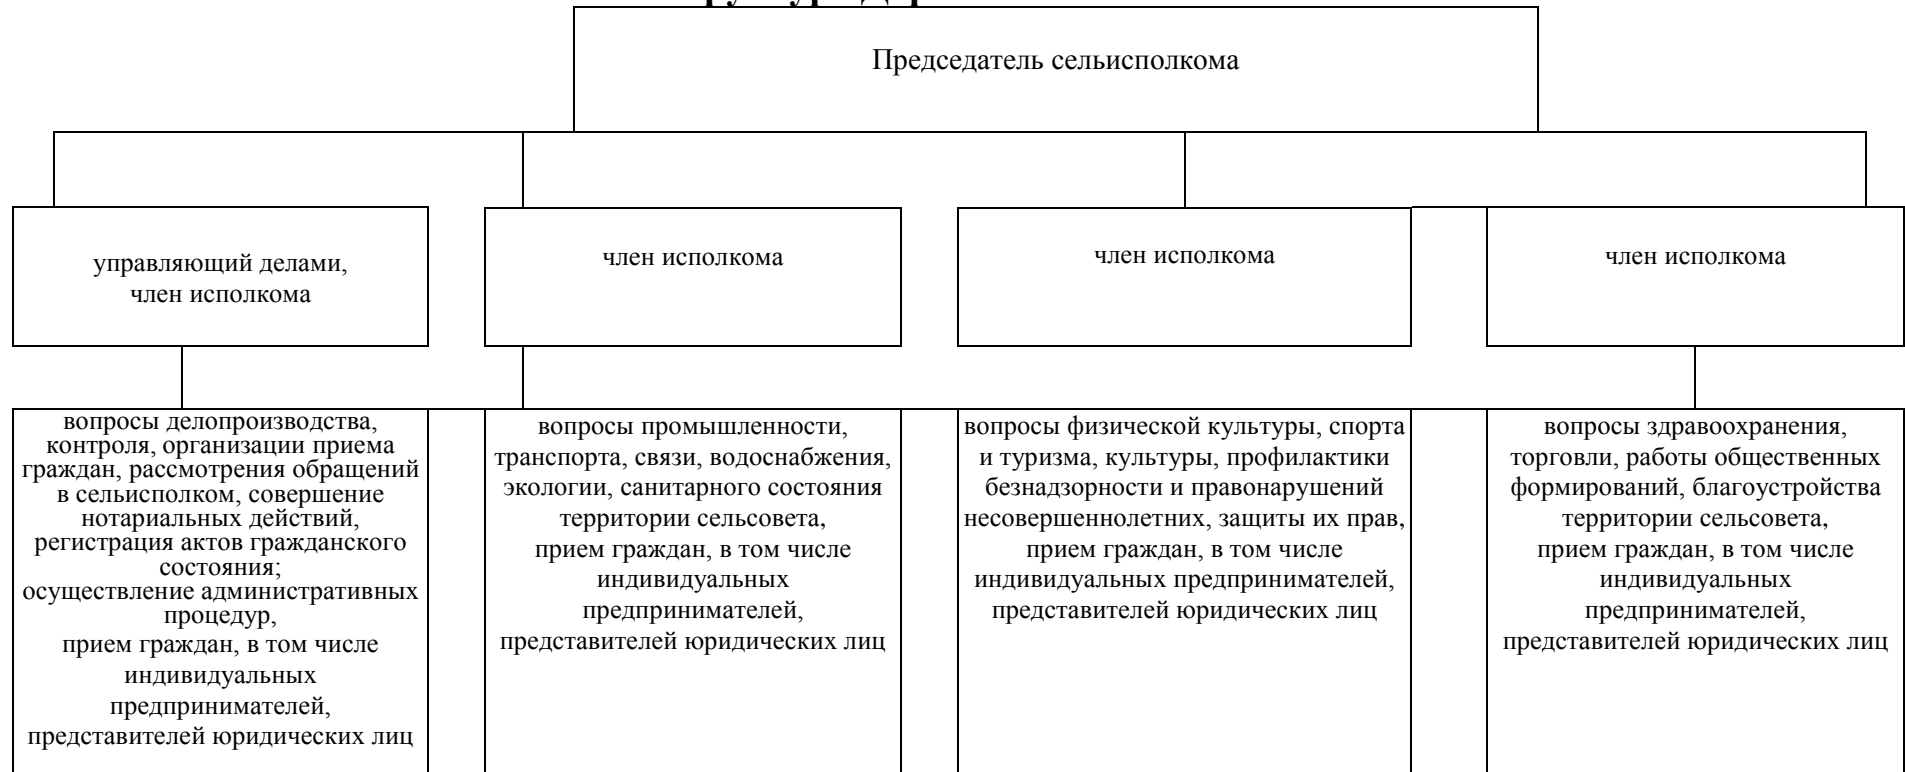 Председатель сельисполкома
управляющий делами,
член исполкома
член исполкома
член исполкома
член исполкома
вопросы делопроизводства,
контроля, организации приема
граждан, рассмотрения обращений
в сельисполком, совершение
нотариальных действий,
регистрация актов гражданского
состояния;
осуществление административных
процедур,
прием граждан, в том числе
индивидуальных
предпринимателей,
представителей юридических лиц
вопросы промышленности,
транспорта, связи, водоснабжения,
экологии, санитарного состояния
территории сельсовета,
прием граждан, в том числе
индивидуальных
предпринимателей,
представителей юридических лиц
вопросы физической культуры, спорта
и туризма, культуры, профилактики
безнадзорности и правонарушений
несовершеннолетних, защиты их прав,
прием граждан, в том числе
индивидуальных предпринимателей,
представителей юридических лиц
вопросы здравоохранения,
торговли, работы общественных
формирований, благоустройства
территории сельсовета,
прием граждан, в том числе
индивидуальных
предпринимателей,
представителей юридических лиц